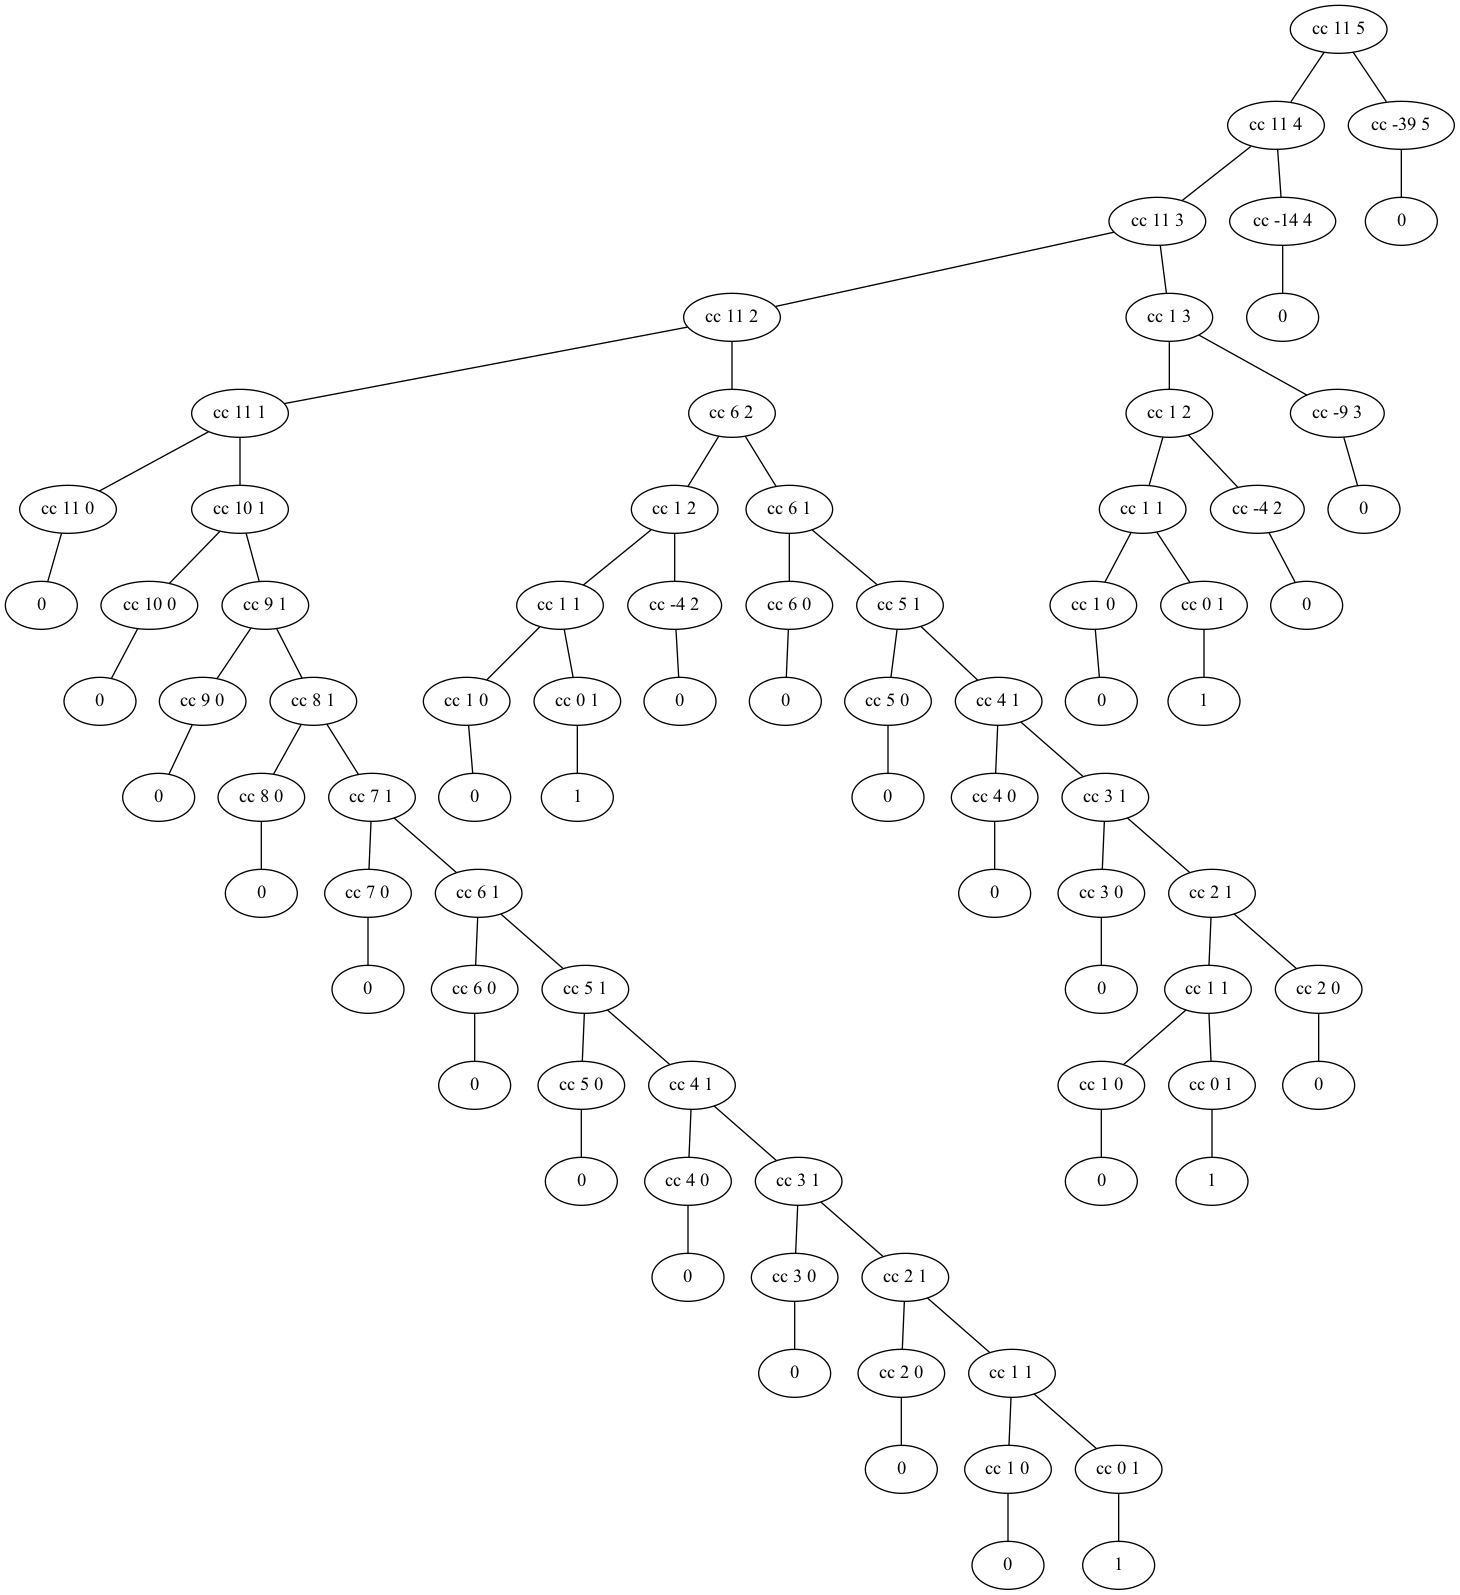 cc 11 5
cc 11 4
cc -39 5
cc 11 3
cc -14 4
0
cc 11 2
cc 1 3
0
cc 11 1
cc 6 2
cc 1 2
cc -9 3
cc 11 0
cc 10 1
cc 1 2
cc 6 1
cc 1 1
cc -4 2
0
0
cc 10 0
cc 9 1
cc 1 1
cc -4 2
cc 6 0
cc 5 1
cc 1 0
cc 0 1
0
0
cc 9 0
cc 8 1
cc 1 0
cc 0 1
0
0
cc 5 0
cc 4 1
0
1
0
cc 8 0
cc 7 1
0
1
0
cc 4 0
cc 3 1
0
cc 7 0
cc 6 1
0
cc 3 0
cc 2 1
0
cc 6 0
cc 5 1
0
cc 1 1
cc 2 0
0
cc 5 0
cc 4 1
cc 1 0
cc 0 1
0
0
cc 4 0
cc 3 1
0
1
0
cc 3 0
cc 2 1
0
cc 2 0
cc 1 1
0
cc 1 0
cc 0 1
0
1